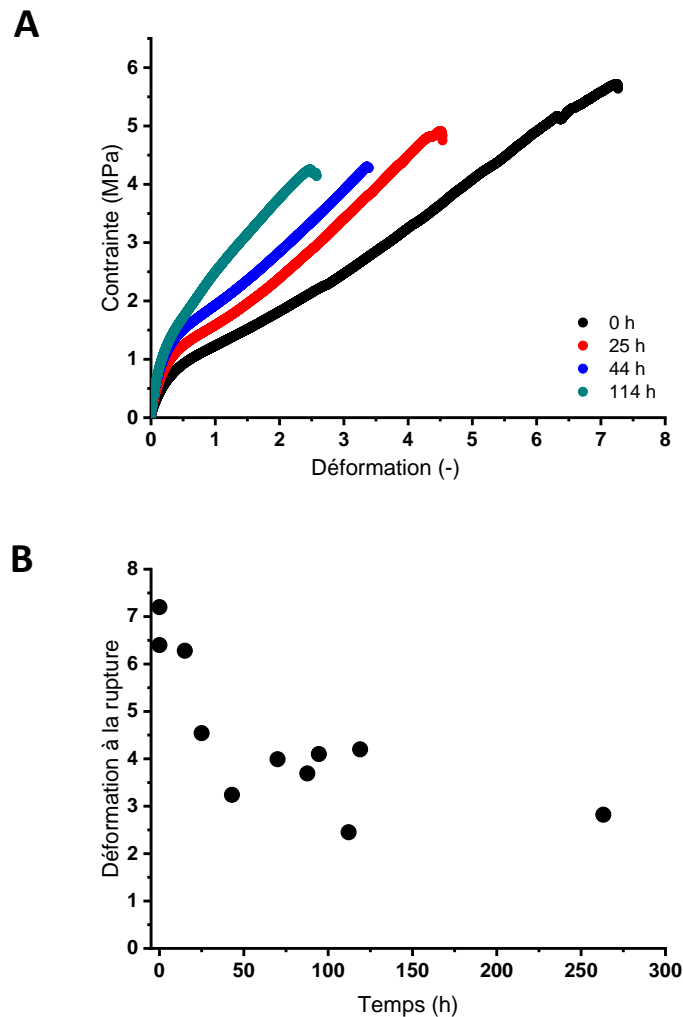 A
6
5
4
3
2
1
0
Contrainte (MPa)
0 h
25 h
44 h
114 h
0 1 2 3 4 5 6 7 8
Déformation (-)
B
8
7
6
5
4
3
2
1
0
Déformation à la rupture
0 50 100 150 200 250 300
Temps (h)